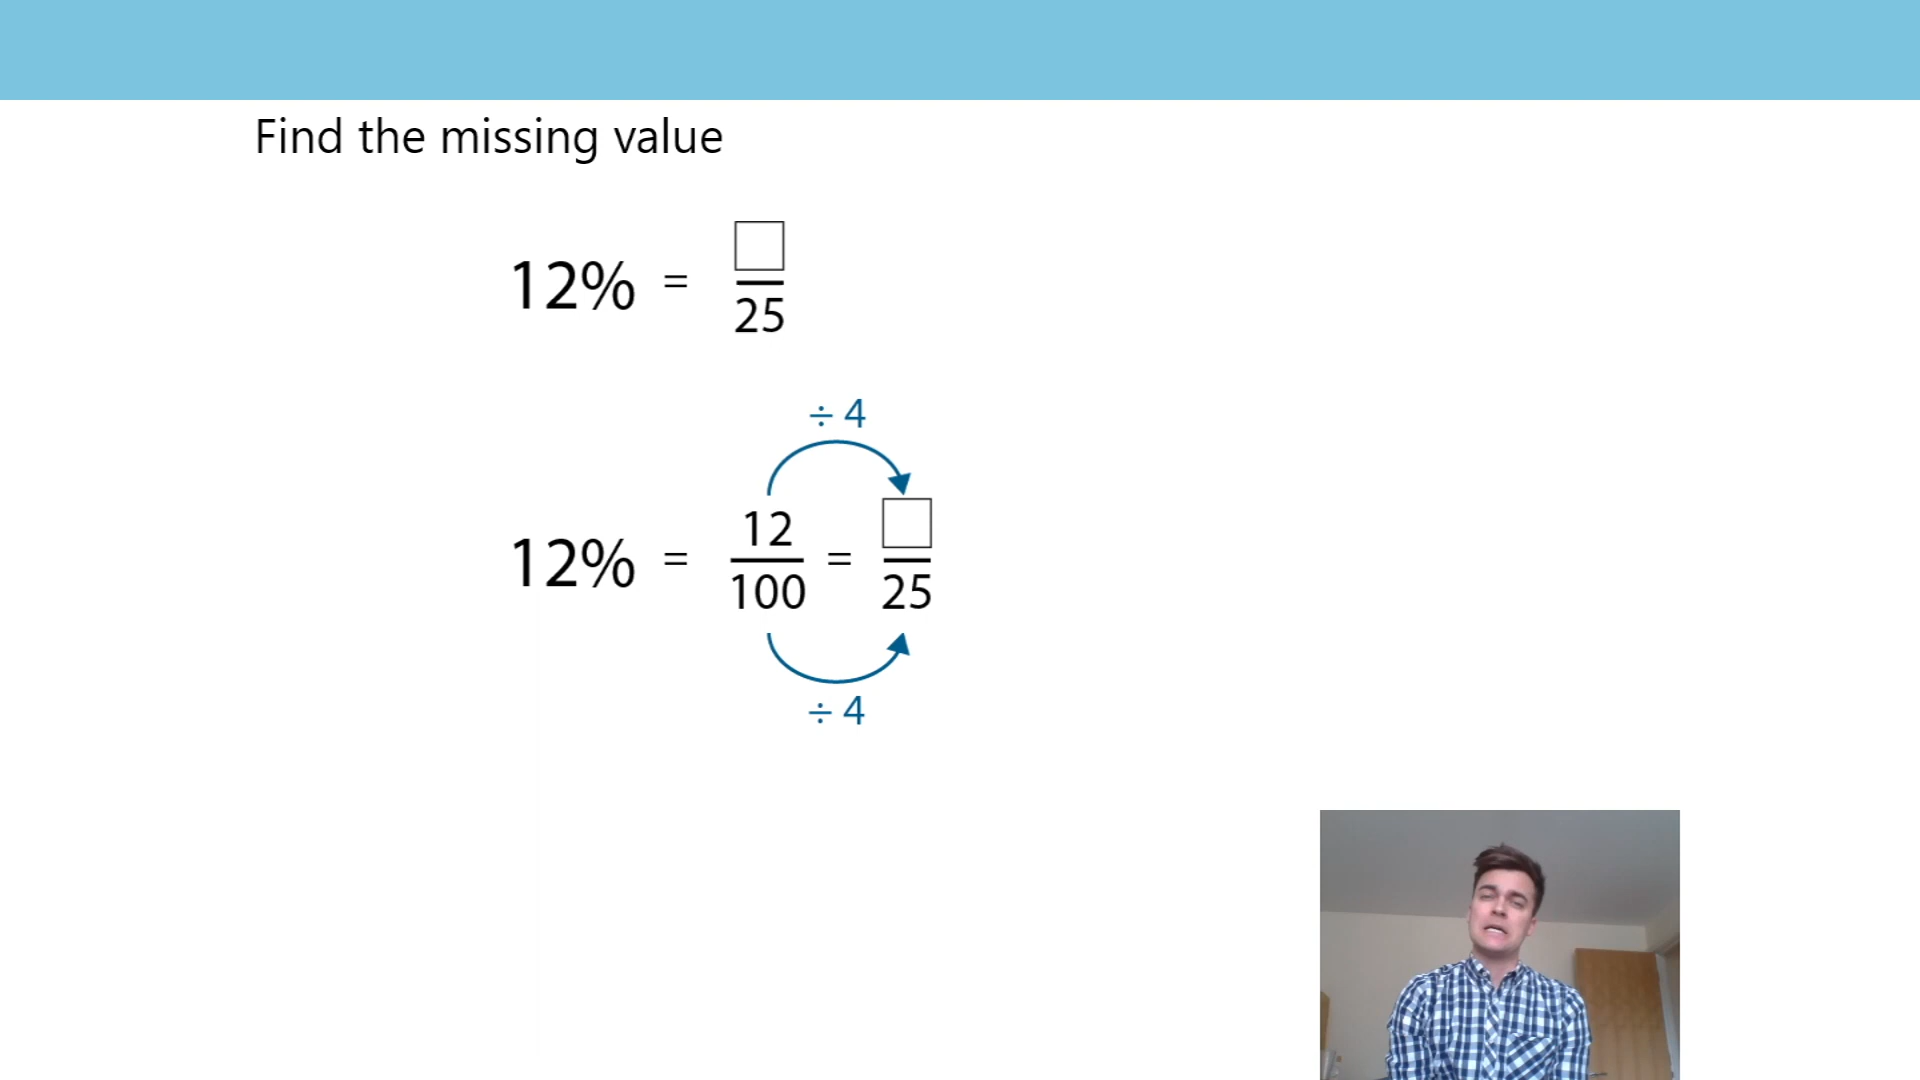 Find the missing value
12% = □/25
÷ 4
12% = 12/100 = □/25
÷ 4